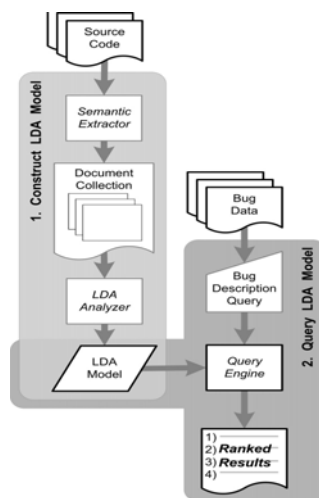 Source
Code
1. Construct LDA Model
Semantic
Extractor
Document
Collection
LDA
Analyzer
LDA
Model
Bug
Data
Bug
Description
Query
2. Query LDA Model
Query
Engine
1)
2) Ranked
3) Results
4)